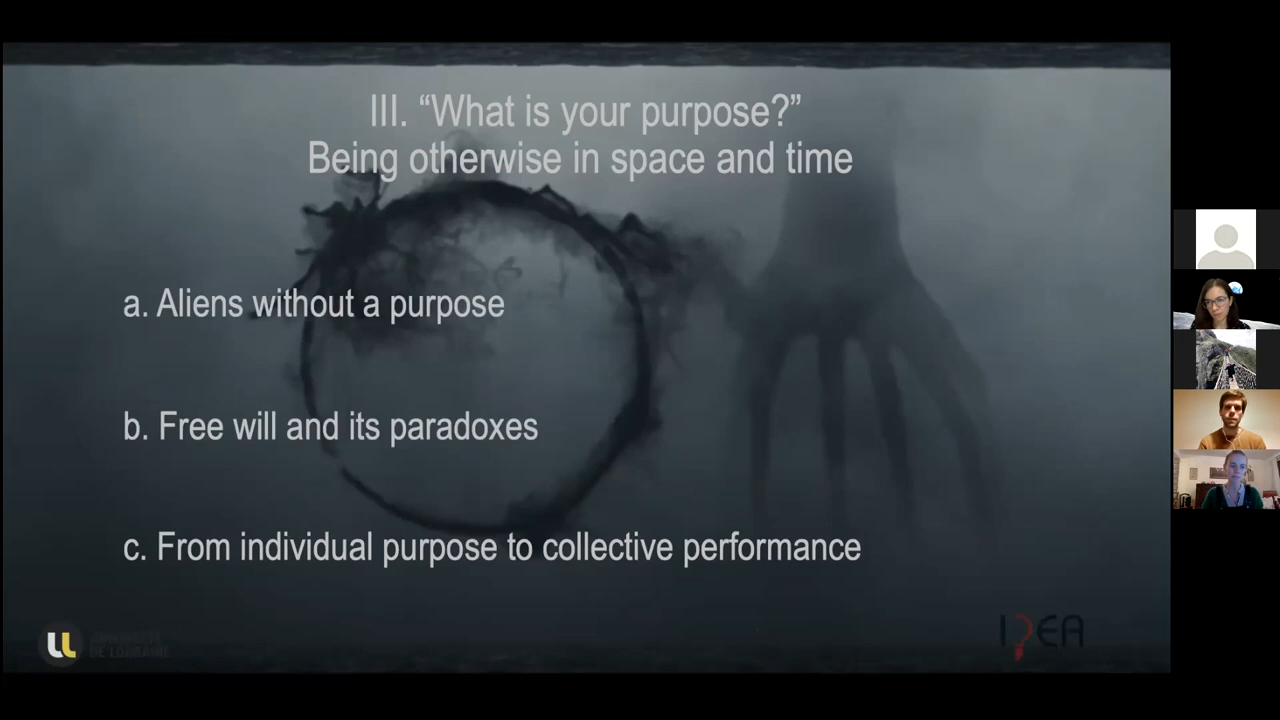 III. “What is your purpose?”
Being otherwise in space and time
a. Aliens without a purpose
b. Free will and its paradoxes
c. From individual purpose to collective performance
UNIVERSITÉ
DE LORRAINE
IDEA